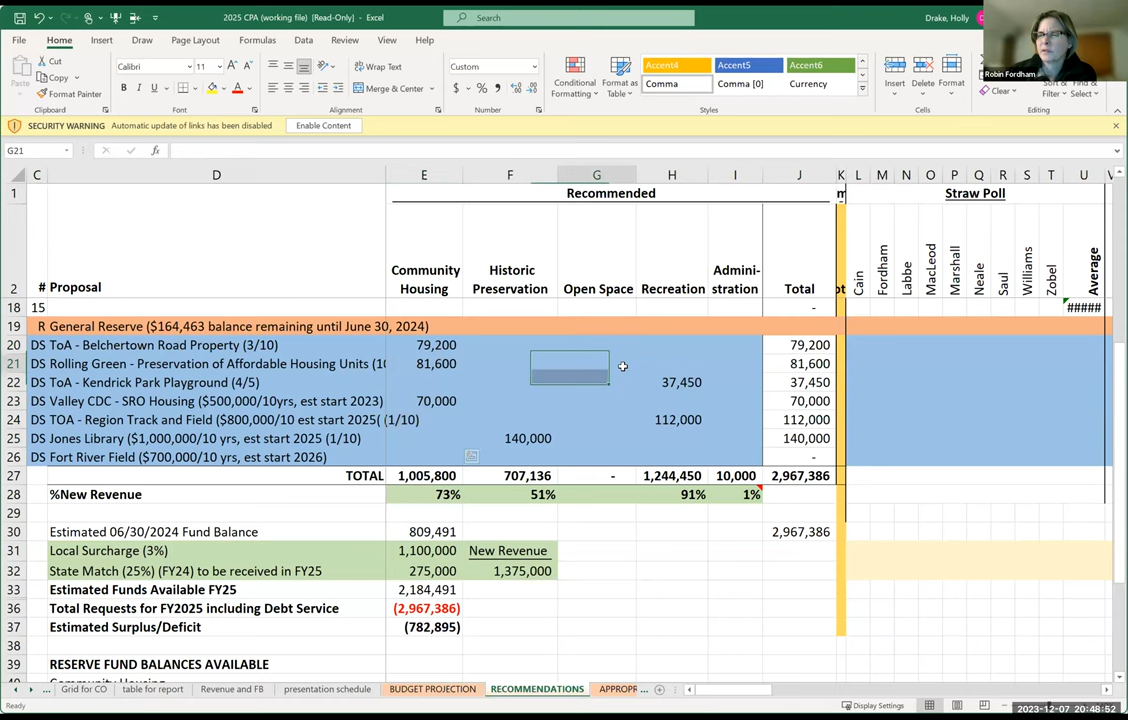 2025 CPA (working file) [Read-Only] - Excel
Search
Drake, Holly
File Home Insert Draw Page Layout Formulas Data Review View Help
Cut
Copy
Format Painter
Clipboard
Calibri 11
B I U
Font
Wrap Text
Merge & Center
Alignment
Custom
$ % 9
Number
Conditional Formatting
Format as Table
Accent4 Accent5 Accent6
Comma Comma [0] Currency
Styles
Insert Delete Format
Cells
Clear
Sort & Filter
Find & Select
Editing
Robin Fordham
SECURITY WARNING Automatic update of links has been disabled Enable Content
G21 fx
C D E F G H I J K L M N O P Q R S T U V
1 Recommended m Straw Poll
2 # Proposal Community Housing Historic Preservation Open Space Recreation Admini-stration Total Cain Fordham Labbe MacLeod Marshall Neale Saul Williams Zobel Average
18 15 - #####
19 R General Reserve ($164,463 balance remaining until June 30, 2024)
20 DS ToA - Belchertown Road Property (3/10) 79,200 79,200
21 DS Rolling Green - Preservation of Affordable Housing Units (10 81,600 81,600
22 DS ToA - Kendrick Park Playground (4/5) 37,450 37,450
23 DS Valley CDC - SRO Housing ($500,000/10yrs, est start 2023) 70,000 70,000
24 DS TOA - Region Track and Field ($800,000/10 est start 2025( (1/10) 112,000 112,000
25 DS Jones Library ($1,000,000/10 yrs, est start 2025 (1/10) 140,000 140,000
26 DS Fort River Field ($700,000/10 yrs, est start 2026) -
27 TOTAL 1,005,800 707,136 - 1,244,450 10,000 2,967,386
28 %New Revenue 73% 51% 91% 1%
29
30 Estimated 06/30/2024 Fund Balance 809,491 2,967,386
31 Local Surcharge (3%) 1,100,000 New Revenue
32 State Match (25%) (FY24) to be received in FY25 275,000 1,375,000
33 Estimated Funds Available FY25 2,184,491
36 Total Requests for FY2025 including Debt Service (2,967,386)
37 Estimated Surplus/Deficit (782,895)
38
39 RESERVE FUND BALANCES AVAILABLE
... Grid for CO table for report Revenue and FB presentation schedule BUDGET PROJECTION RECOMMENDATIONS APPROPR ...
Ready
Display Settings
2023-12-07 20:48:52